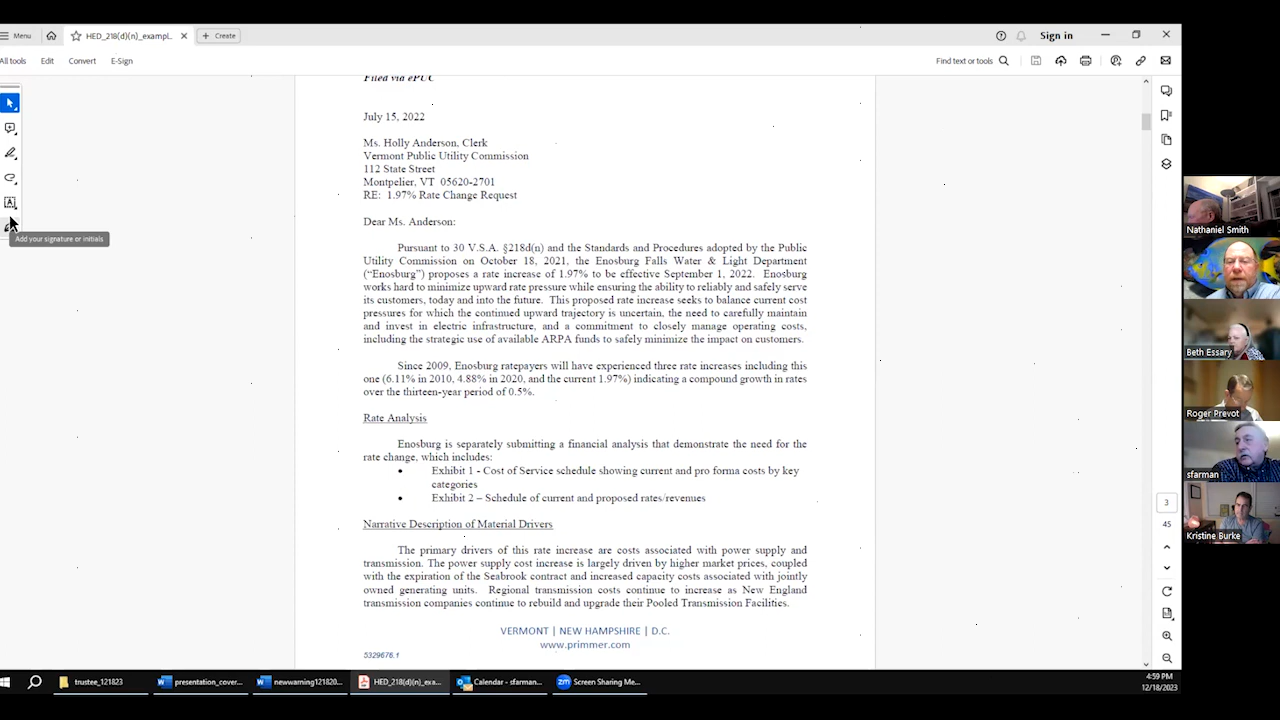 Menu
HED_218(d)(n)_exampl...
Create
Sign in
All tools
Edit
Convert
E-Sign
Find text or tools
Filed via ePUC
July 15, 2022
Ms. Holly Anderson, Clerk
Vermont Public Utility Commission
112 State Street
Montpelier, VT 05620-2701
RE: 1.97% Rate Change Request
Dear Ms. Anderson:
Add your signature or initials
Pursuant to 30 V.S.A. §218d(n) and the Standards and Procedures adopted by the Public
Utility Commission on October 18, 2021, the Enosburg Falls Water & Light Department
(“Enosburg”) proposes a rate increase of 1.97% to be effective September 1, 2022. Enosburg
works hard to minimize upward rate pressure while ensuring the ability to reliably and safely serve
its customers, today and into the future. This proposed rate increase seeks to balance current cost
pressures for which the continued upward trajectory is uncertain, the need to carefully maintain
and invest in electric infrastructure, and a commitment to closely manage operating costs,
including the strategic use of available ARPA funds to safely minimize the impact on customers.
Since 2009, Enosburg ratepayers will have experienced three rate increases including this
one (6.11% in 2010, 4.88% in 2020, and the current 1.97%) indicating a compound growth in rates
over the thirteen-year period of 0.5%.
Rate Analysis
Enosburg is separately submitting a financial analysis that demonstrate the need for the
rate change, which includes:
• Exhibit 1 - Cost of Service schedule showing current and pro forma costs by key
categories
• Exhibit 2 – Schedule of current and proposed rates/revenues
Narrative Description of Material Drivers
The primary drivers of this rate increase are costs associated with power supply and
transmission. The power supply cost increase is largely driven by higher market prices, coupled
with the expiration of the Seabrook contract and increased capacity costs associated with jointly
owned generating units. Regional transmission costs continue to increase as New England
transmission companies continue to rebuild and upgrade their Pooled Transmission Facilities.
VERMONT | NEW HAMPSHIRE | D.C.
www.primmer.com
5329676.1
3
45
Nathaniel Smith
Beth Essary
Roger Prevot
sfarman
Kristine Burke
trustee_121823
presentation_cover...
newwarning121820...
HED_218(d)(n)_exa...
Calendar - sfarman...
zm
Screen Sharing Me...
4:59 PM
12/18/2023